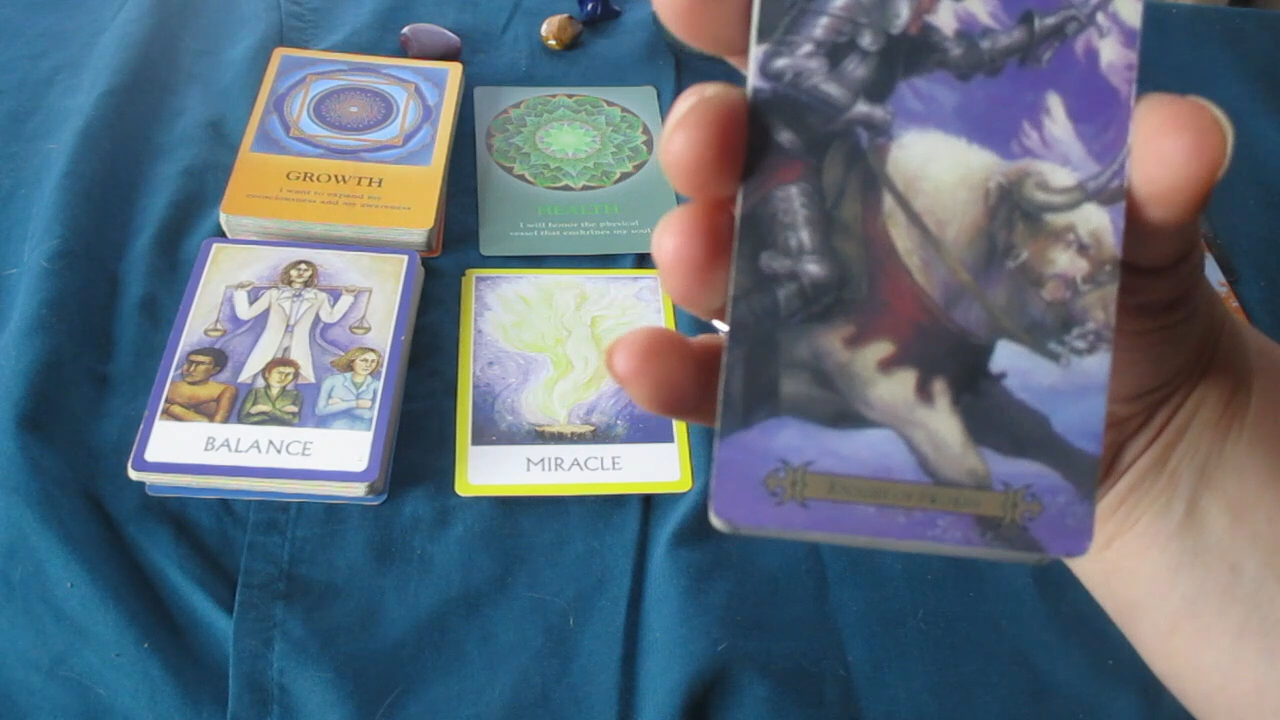 GROWTH
I want to expand my
consciousness and my awareness
HEALTH
I will honor the physical
vessel that enshrines my soul
BALANCE
MIRACLE